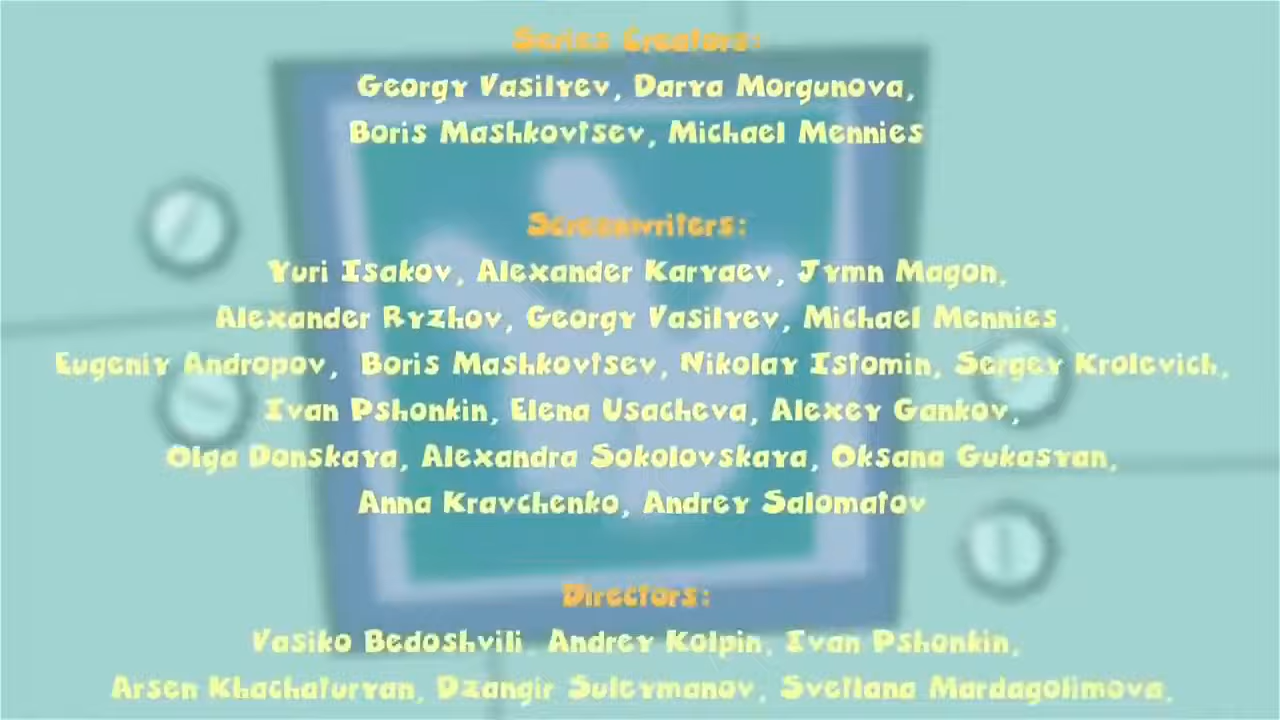 Series Creators:
Georgy Vasilyev, Darya Morgunova,
Boris Mashkovtsev, Michael Mennies
Screenwriters:
Yuri Isakov, Alexander Karyaev, Jymn Magon,
Alexander Ryzhov, Georgy Vasilyev, Michael Mennies,
Eugeniy Andropov, Boris Mashkovtsev, Nikolay Istomin, Sergey Krolevich,
Ivan Pshonkin, Elena Usacheva, Alexey Gankov,
Olga Donskaya, Alexandra Sokolovskaya, Oksana Gukasyan,
Anna Kravchenko, Andrey Salomatov
Directors:
Vasiko Bedoshvili, Andrey Kolpin, Ivan Pshonkin,
Arsen Khachaturyan, Dzangir Suleymanov, Svetlana Mardagolimova,